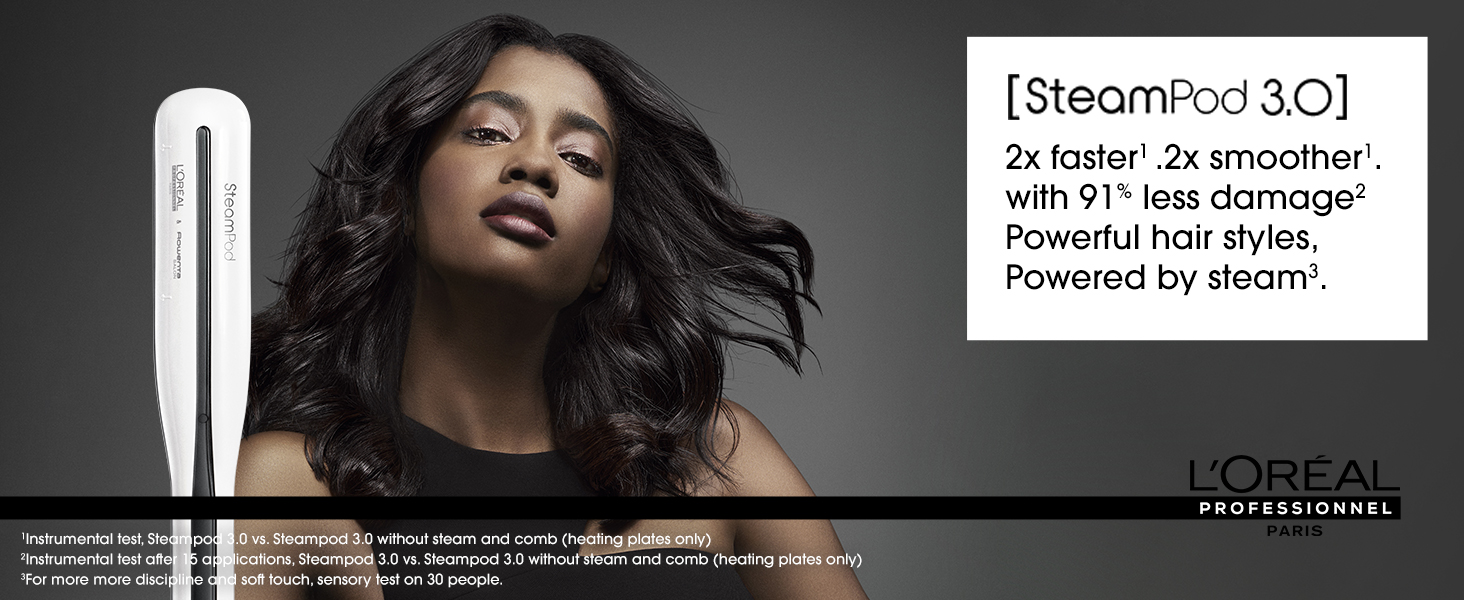 [SteamPod 3.0]
2x faster¹ .2x smoother¹.
with 91% less damage²
Powerful hair styles,
Powered by steam³.
SteamPod
L'ORÉAL
&
Rowenta
SALON
L'ORÉAL
PROFESSIONNEL
PARIS
¹Instrumental test, Steampod 3.0 vs. Steampod 3.0 without steam and comb (heating plates only)
²Instrumental test after 15 applications, Steampod 3.0 vs. Steampod 3.0 without steam and comb (heating plates only)
³For more more discipline and soft touch, sensory test on 30 people.